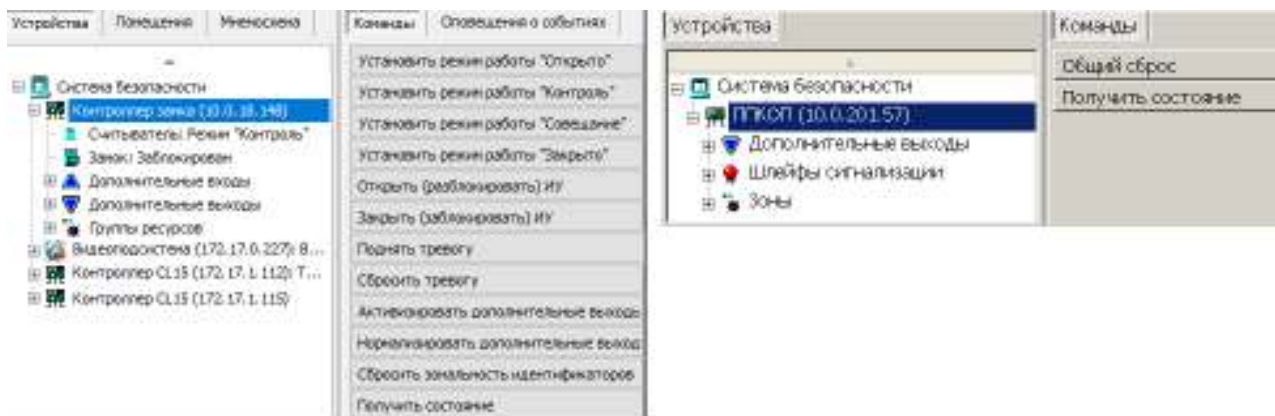 Устройства Помещения Мнемосхема
Система безопасности
Контроллер замка (10.0.18.148)
Считыватель: Режим "Контроль"
Замок: Заблокирован
Дополнительные входы
Дополнительные выходы
Группы ресурсов
Видеоподсистема (172.17.0.227): В...
Контроллер CL15 (172.17.1.112): Т...
Контроллер CL15 (172.17.1.115)
Команды Оповещения о событиях
Установить режим работы "Открыто"
Установить режим работы "Контроль"
Установить режим работы "Совещание"
Установить режим работы "Закрыто"
Открыть (разблокировать) ИУ
Закрыть (заблокировать) ИУ
Поднять тревогу
Сбросить тревогу
Активизировать дополнительные выходы
Нормализовать дополнительные выход
Сбросить зональность идентификаторов
Получить состояние
Устройства
Система безопасности
ППКОП (10.0.201.57)
Дополнительные выходы
Шлейфы сигнализации
Зоны
Команды
Общий сброс
Получить состояние